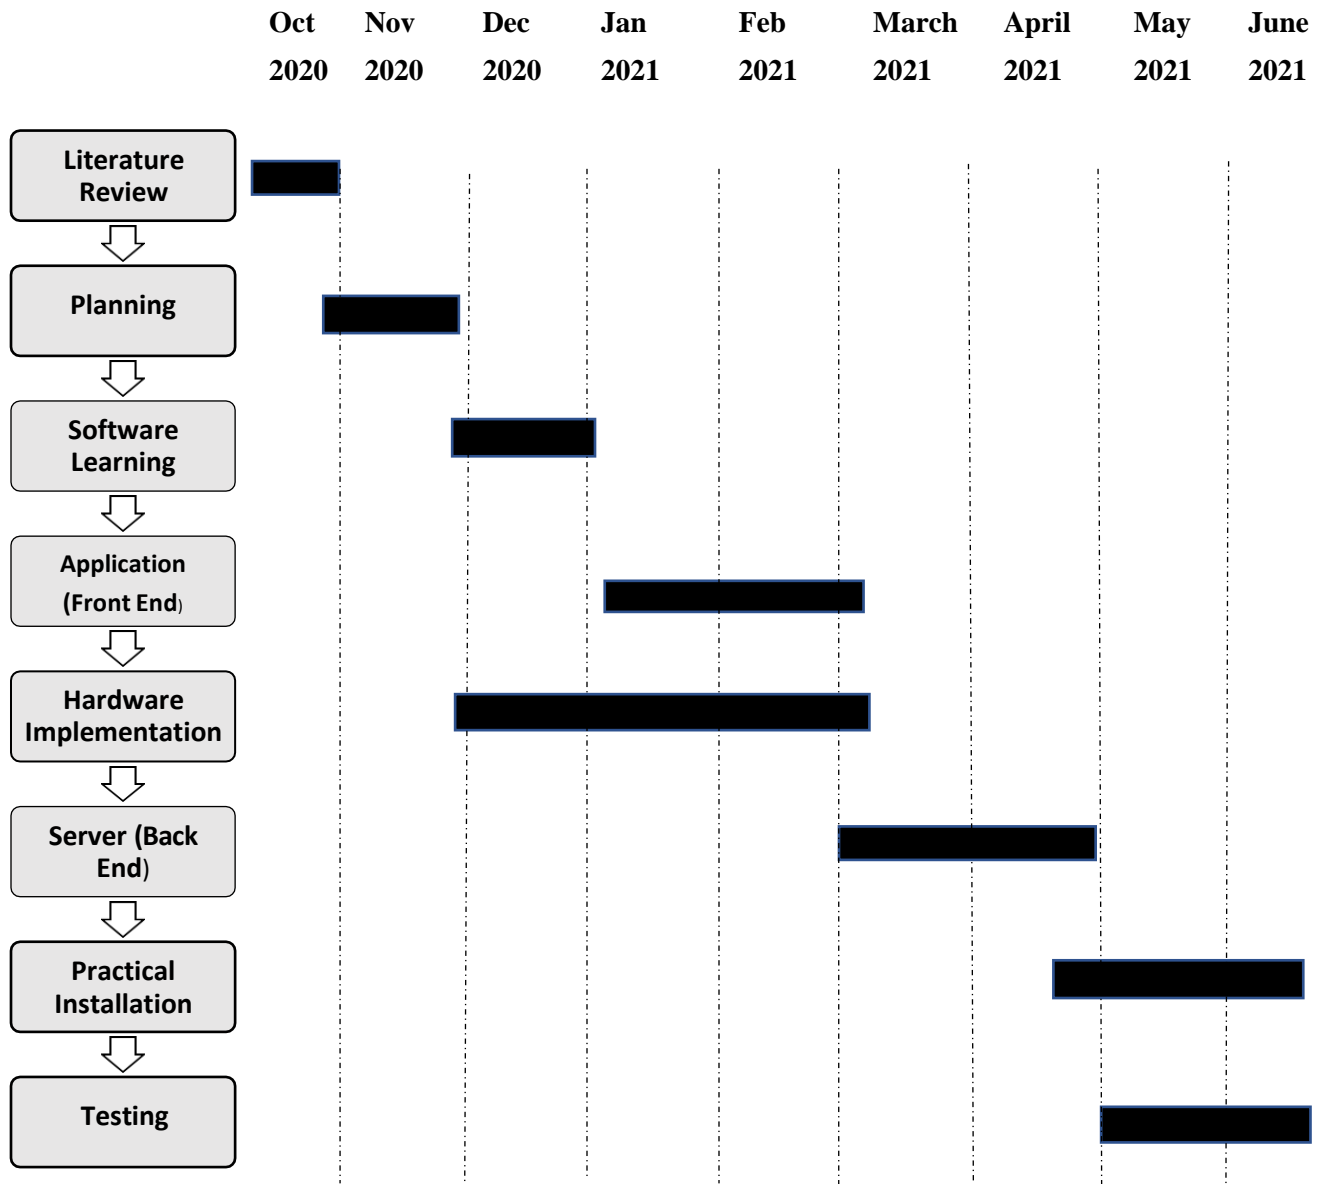 Oct Nov Dec Jan Feb March April May June
2020 2020 2020 2021 2021 2021 2021 2021 2021
Literature
Review
Planning
Software
Learning
Application
(Front End)
Hardware
Implementation
Server (Back
End)
Practical
Installation
Testing